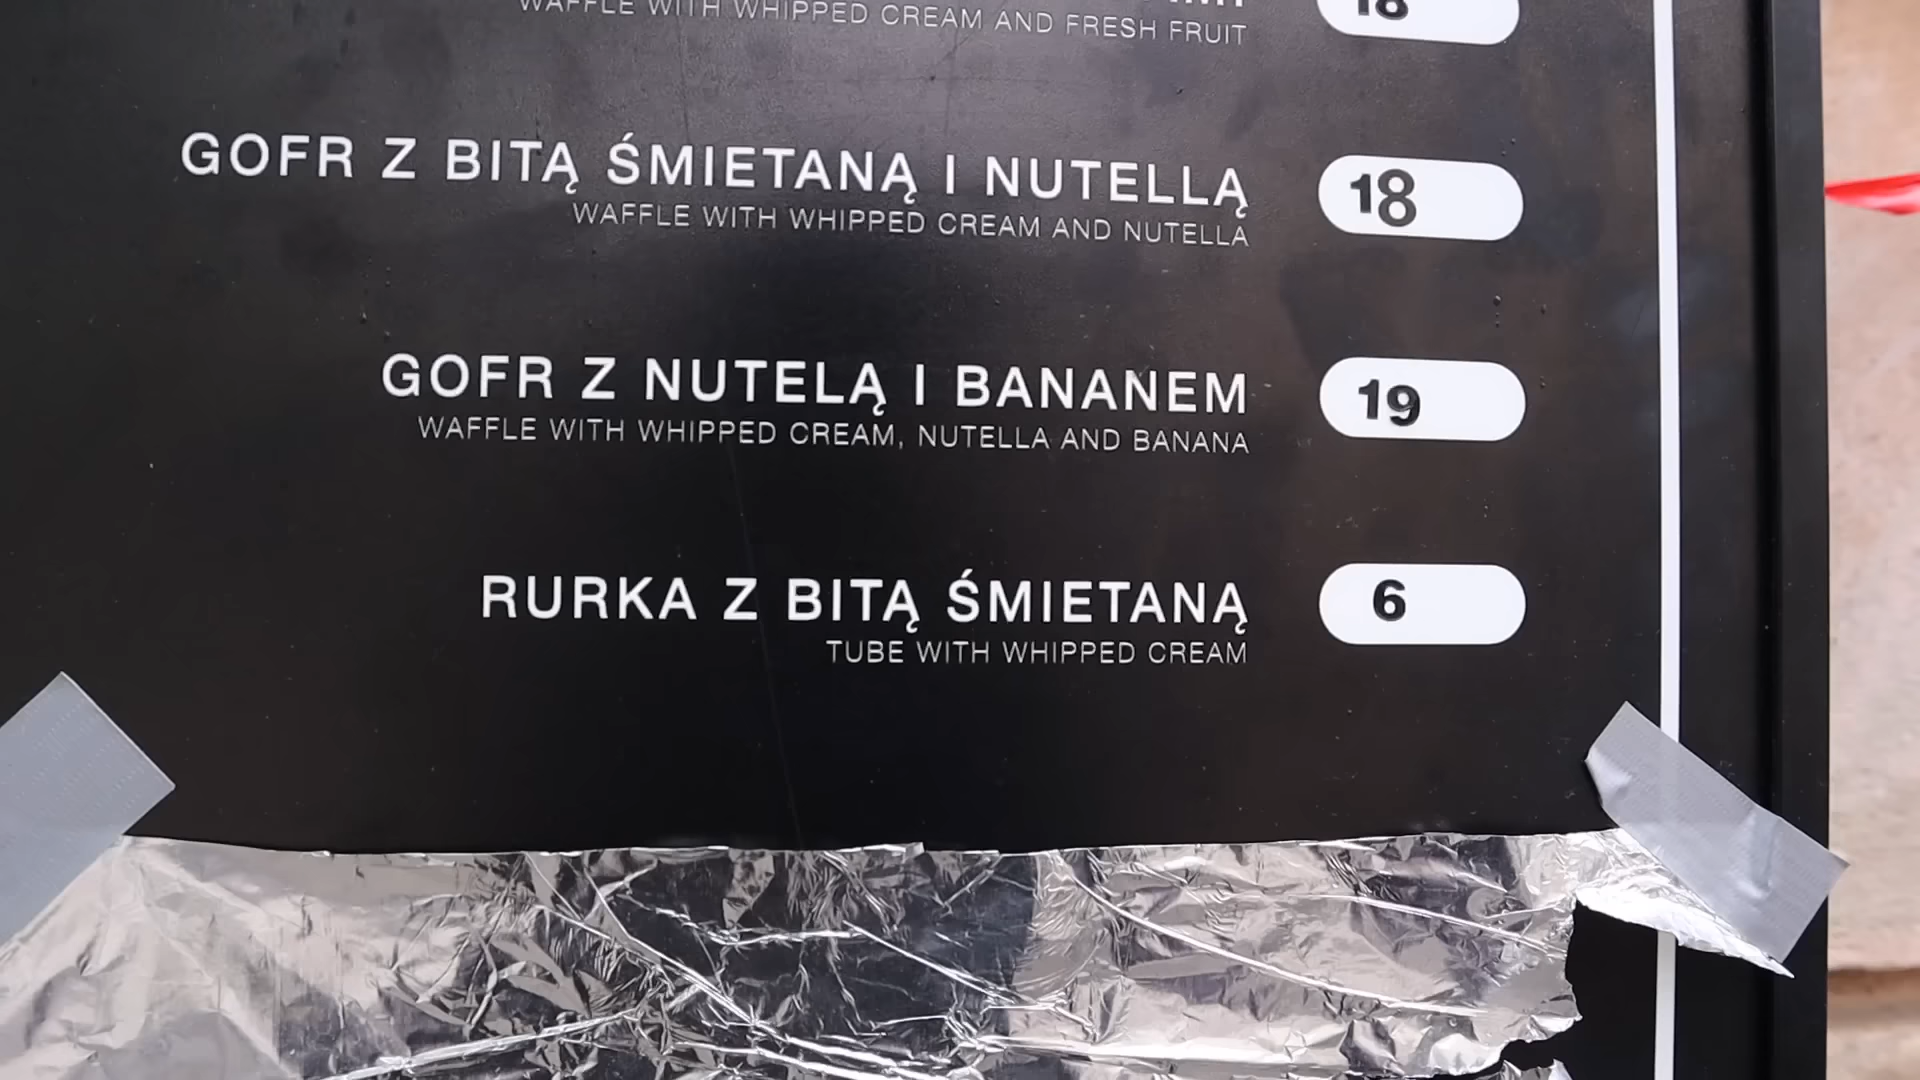 WAFFLE WITH WHIPPED CREAM AND FRESH FRUIT 18
GOFR Z BITĄ ŚMIETANĄ I NUTELLĄ 18
WAFFLE WITH WHIPPED CREAM AND NUTELLA
GOFR Z NUTELĄ I BANANEM 19
WAFFLE WITH WHIPPED CREAM, NUTELLA AND BANANA
RURKA Z BITĄ ŚMIETANĄ 6
TUBE WITH WHIPPED CREAM